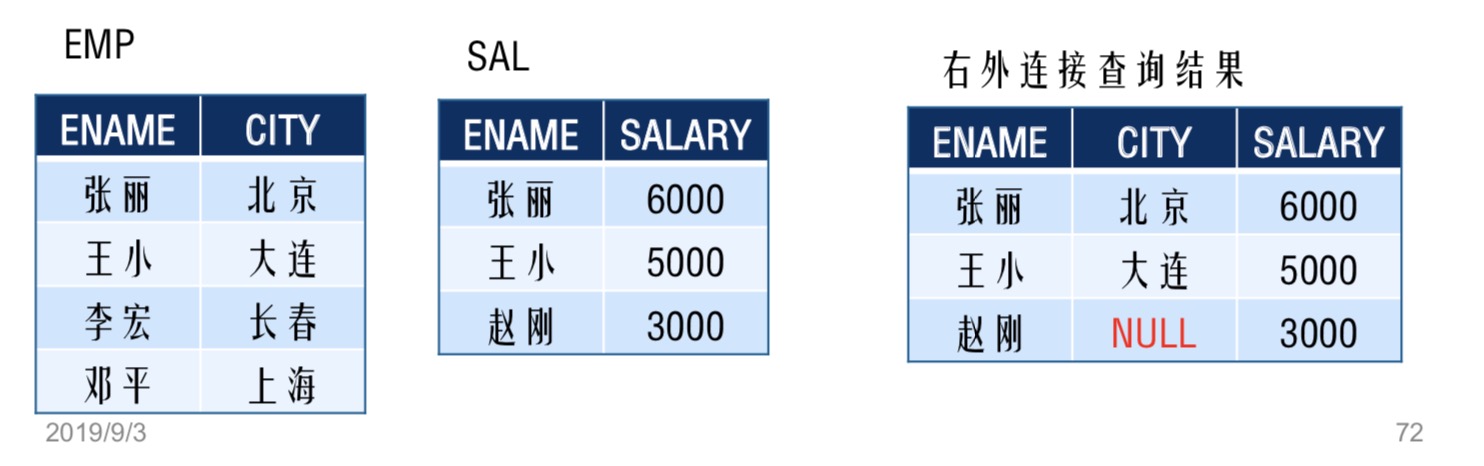 EMP
ENAME CITY
张丽 北京
王小 大连
李宏 长春
邓平 上海
SAL
ENAME SALARY
张丽 6000
王小 5000
赵刚 3000
右外连接查询结果
ENAME CITY SALARY
张丽 北京 6000
王小 大连 5000
赵刚 NULL 3000
2019/9/3
72